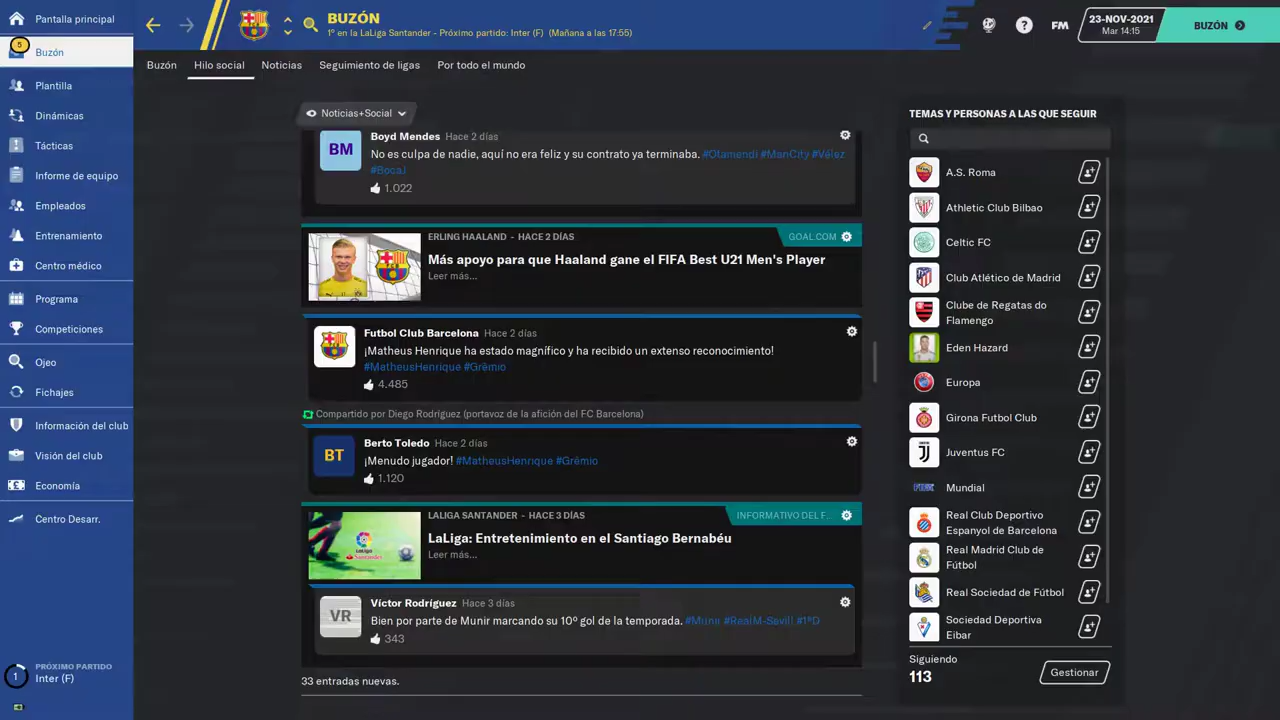 Pantalla principal
5
Buzón
Plantilla
Dinámicas
Tácticas
Informe de equipo
Empleados
Entrenamiento
Centro médico
Programa
Competiciones
Ojeo
Fichajes
Información del club
Visión del club
Economía
Centro Desarr.
1
PRÓXIMO PARTIDO
Inter (F)
BUZÓN
1º en la LaLiga Santander - Próximo partido: Inter (F) (Mañana a las 17:55)
?
FM
23-NOV-2021
Mar 14:15
BUZÓN
Buzón
Hilo social
Noticias
Seguimiento de ligas
Por todo el mundo
Noticias+Social
BM
Boyd Mendes Hace 2 días
No es culpa de nadie, aquí no era feliz y su contrato ya terminaba. #Otamendi #ManCity #Vélez
#BocaJ
1.022
ERLING HAALAND - HACE 2 DÍAS
GOAL.COM
Más apoyo para que Haaland gane el FIFA Best U21 Men's Player
Leer más...
Futbol Club Barcelona Hace 2 días
¡Matheus Henrique ha estado magnífico y ha recibido un extenso reconocimiento!
#MatheusHenrique #Grêmio
4.485
Compartido por Diego Rodríguez (portavoz de la afición del FC Barcelona)
BT
Berto Toledo Hace 2 días
¡Menudo jugador! #MatheusHenrique #Grêmio
1.120
LALIGA SANTANDER - HACE 3 DÍAS
INFORMATIVO DEL F...
LaLiga: Entretenimiento en el Santiago Bernabéu
Leer más...
VR
Víctor Rodríguez Hace 3 días
Bien por parte de Munir marcando su 10º gol de la temporada. #Munir #RealM-Sevill #1ºD
343
33 entradas nuevas.
TEMAS Y PERSONAS A LAS QUE SEGUIR
A.S. Roma
Athletic Club Bilbao
Celtic FC
Club Atlético de Madrid
Clube de Regatas do
Flamengo
Eden Hazard
Europa
Girona Futbol Club
Juventus FC
Mundial
Real Club Deportivo
Espanyol de Barcelona
Real Madrid Club de
Fútbol
Real Sociedad de Fútbol
Sociedad Deportiva
Eibar
Siguiendo
113
Gestionar